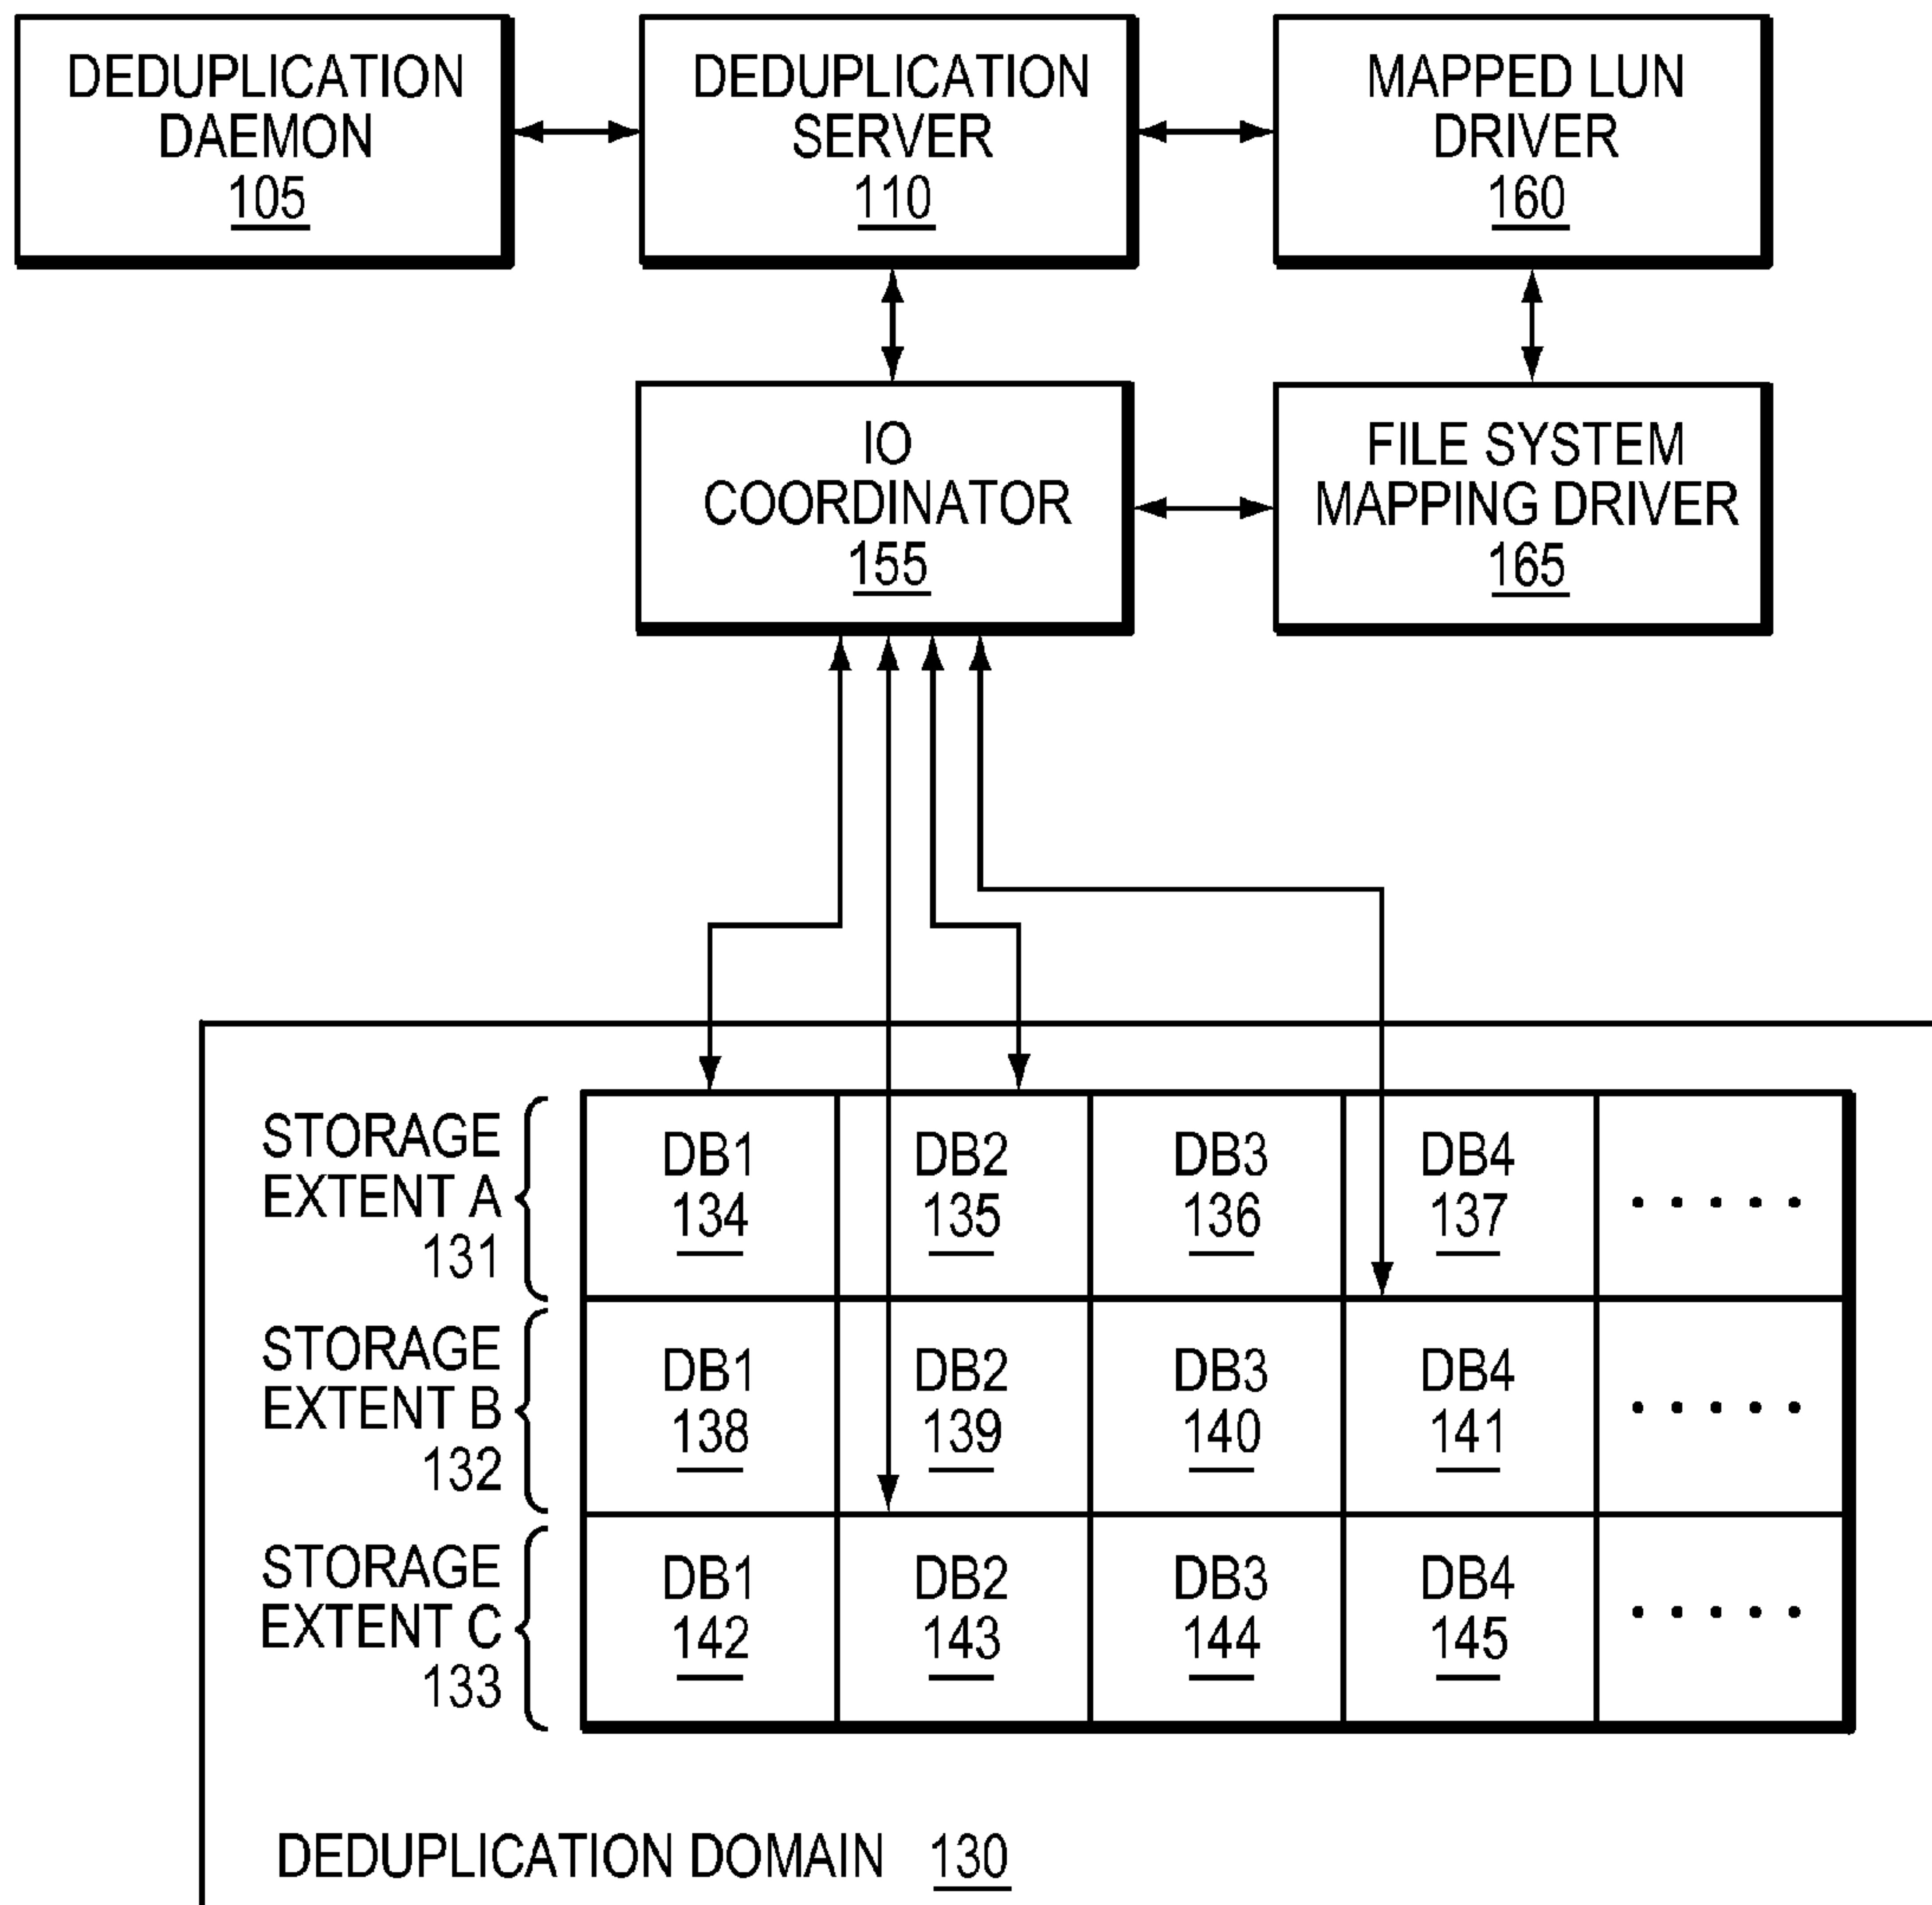 DEDUPLICATION
DAEMON
105
DEDUPLICATION
SERVER
110
MAPPED LUN
DRIVER
160
IO
COORDINATOR
155
FILE SYSTEM
MAPPING DRIVER
165
STORAGE
EXTENT A
131
DB1
134
DB2
135
DB3
136
DB4
137
.....
STORAGE
EXTENT B
132
DB1
138
DB2
139
DB3
140
DB4
141
.....
STORAGE
EXTENT C
133
DB1
142
DB2
143
DB3
144
DB4
145
.....
DEDUPLICATION DOMAIN 130